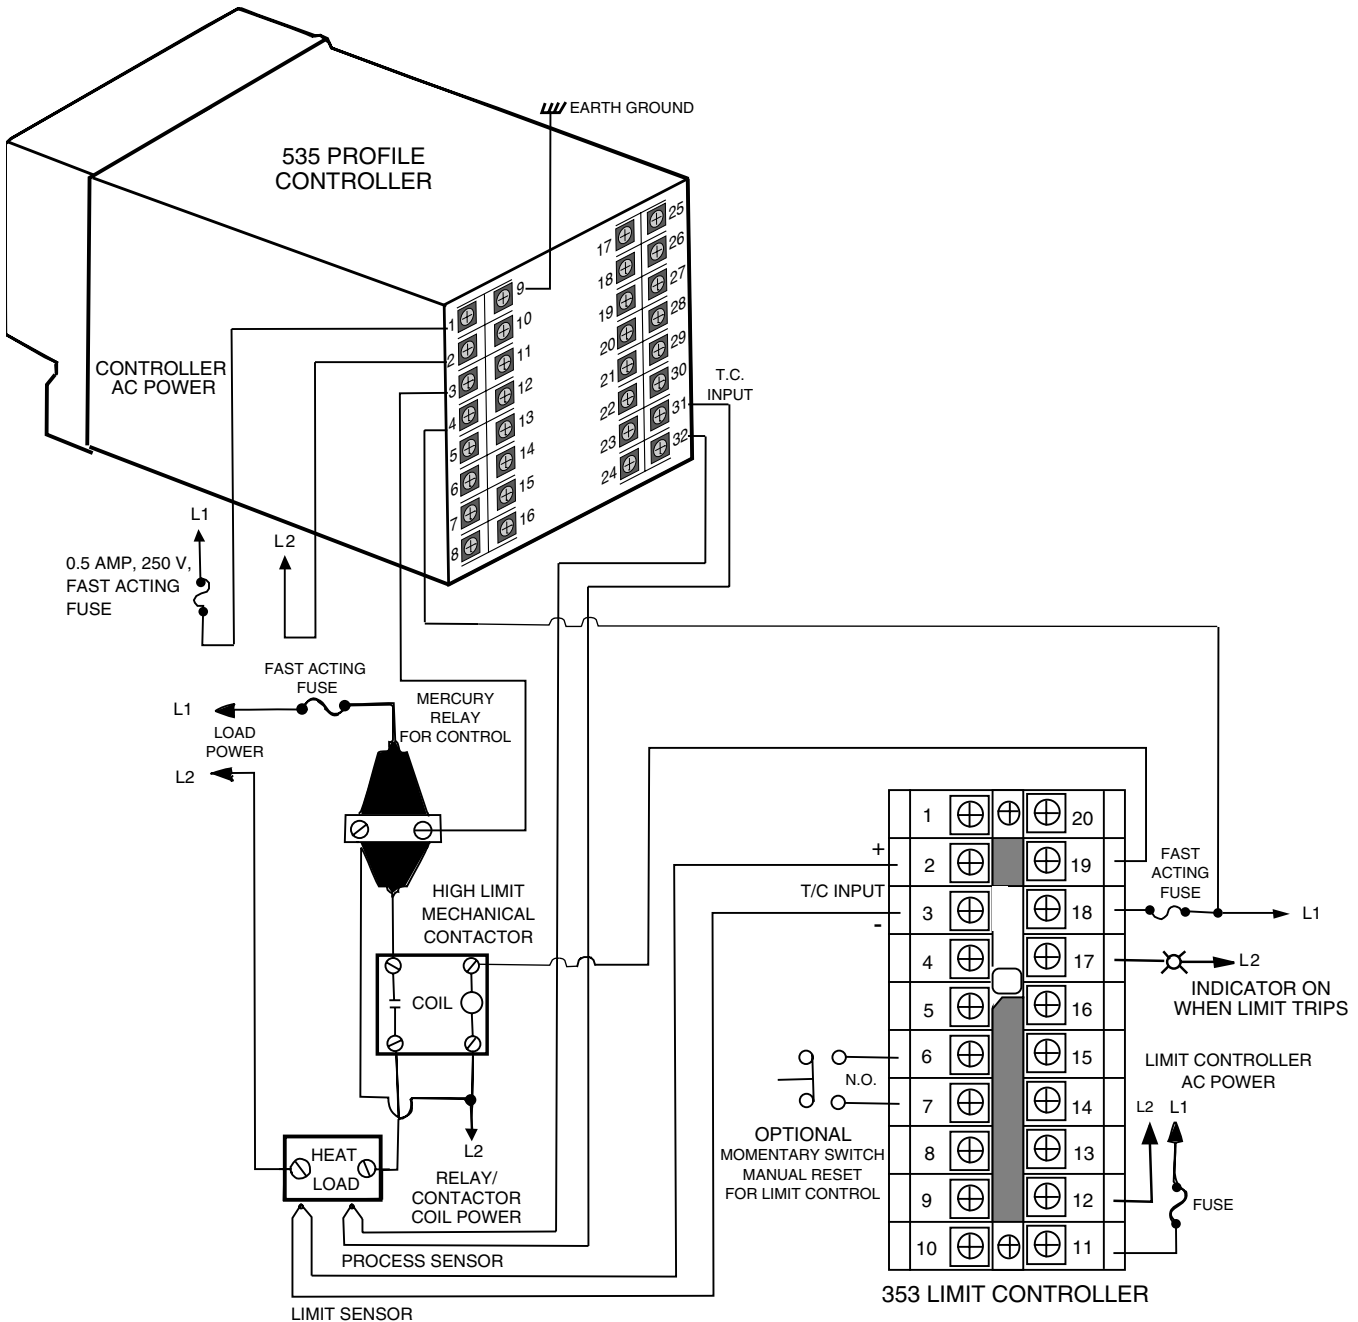 EARTH GROUND
535 PROFILE
CONTROLLER
25
17
26
18
27
9
19
28
1
10
20
29
2
11
21
30
CONTROLLER
AC POWER
3
12
22
31
T.C.
INPUT
4
13
23
32
5
14
24
6
15
7
16
8
L1
L2
0.5 AMP, 250 V,
FAST ACTING
FUSE
FAST ACTING
FUSE
L1
LOAD
POWER
L2
MERCURY
RELAY
FOR CONTROL
HIGH LIMIT
MECHANICAL
CONTACTOR
COIL
L2
RELAY/
CONTACTOR
COIL POWER
HEAT
LOAD
PROCESS SENSOR
LIMIT SENSOR
+
T/C INPUT
-
1
20
2
19
3
18
4
17
5
16
6
15
7
14
8
13
9
12
10
11
FAST
ACTING
FUSE
L1
L2
INDICATOR ON
WHEN LIMIT TRIPS
N.O.
OPTIONAL
MOMENTARY SWITCH
MANUAL RESET
FOR LIMIT CONTROL
LIMIT CONTROLLER
AC POWER
L2 L1
FUSE
353 LIMIT CONTROLLER